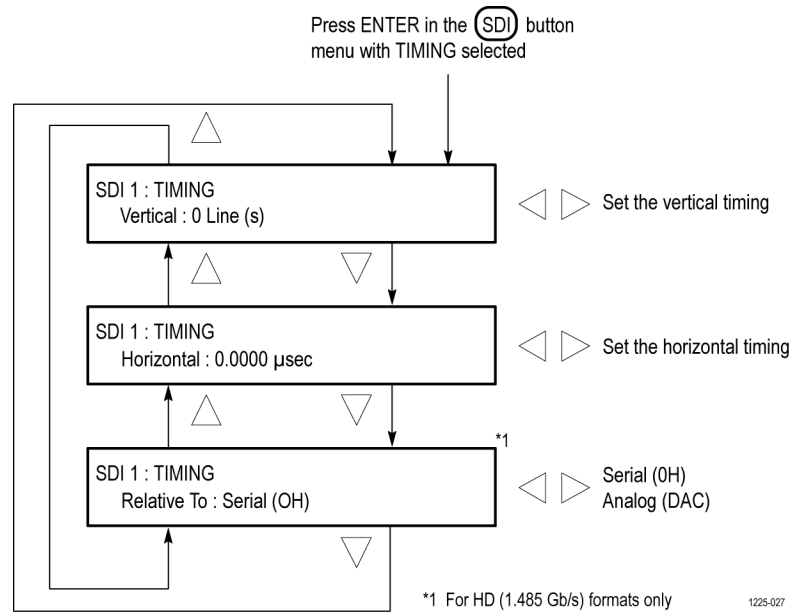 Press ENTER in the SDI button
menu with TIMING selected
SDI 1 : TIMING
Vertical : 0 Line (s)
Set the vertical timing
SDI 1 : TIMING
Horizontal : 0.0000 µsec
Set the horizontal timing
*1
SDI 1 : TIMING
Relative To : Serial (OH)
Serial (0H)
Analog (DAC)
*1 For HD (1.485 Gb/s) formats only
1225-027